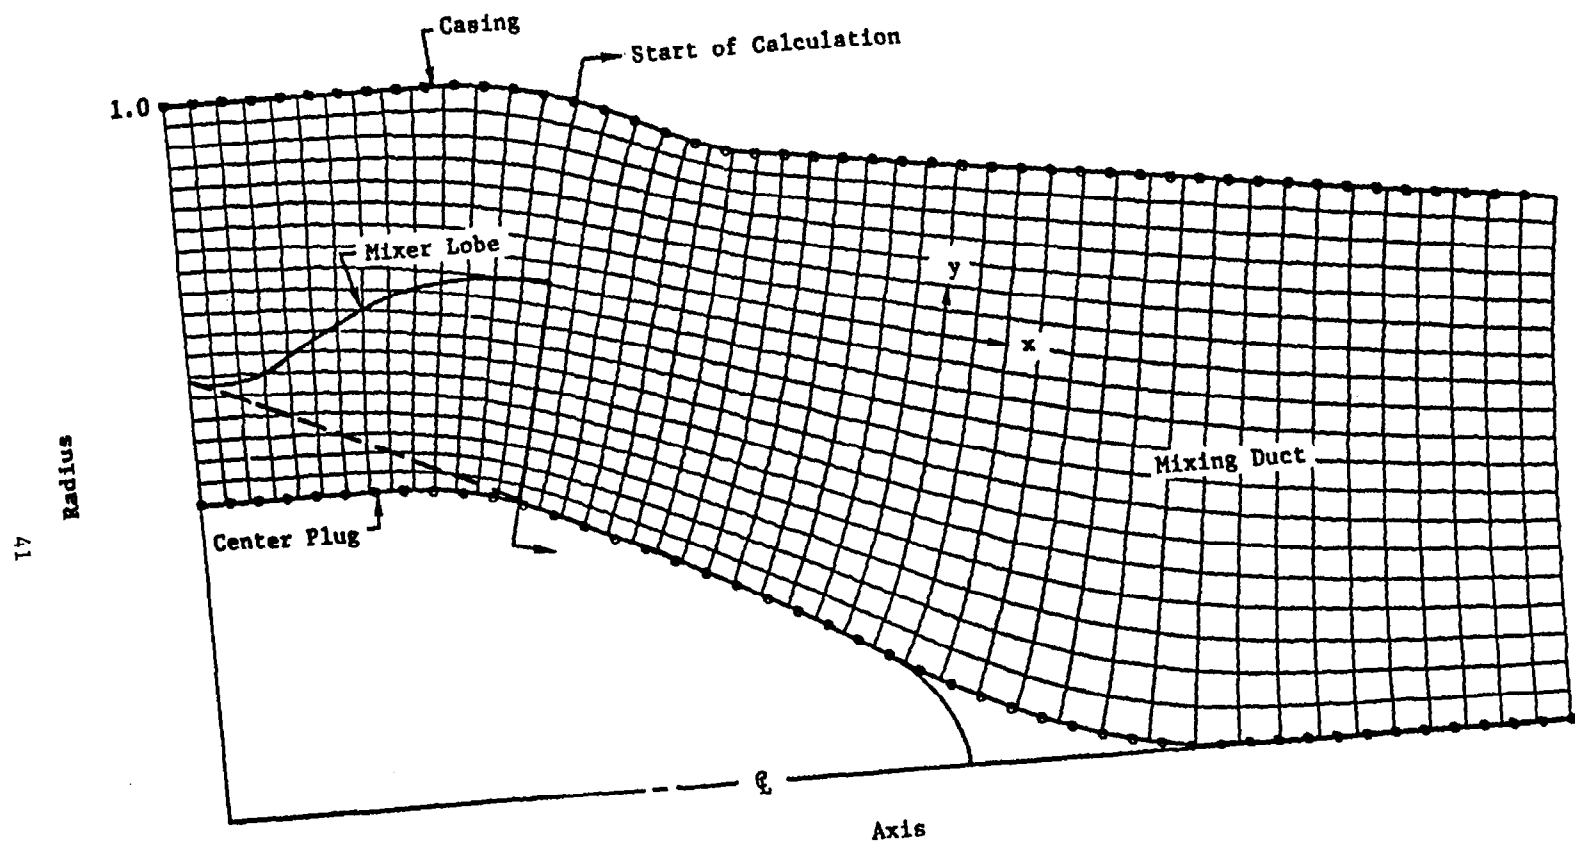 Casing
Start of Calculation
1.0
Mixer Lobe
y
x
Mixing Duct
Radius
Center Plug
41
℄
Axis